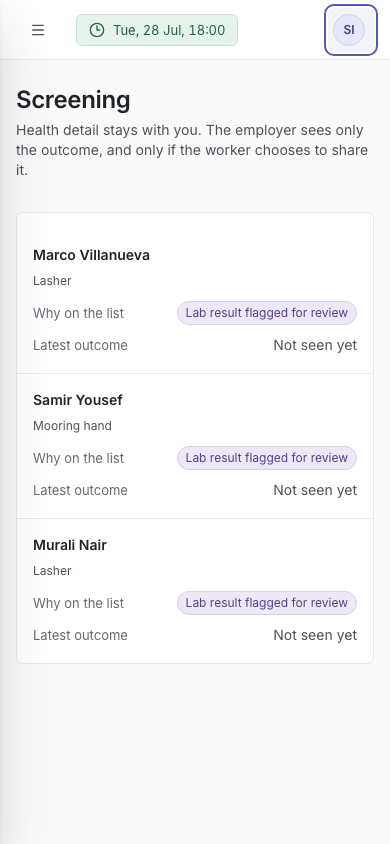 Tue, 28 Jul, 18:00
SI
Screening
Health detail stays with you. The employer sees only
the outcome, and only if the worker chooses to share
it.
Marco Villanueva
Lasher
Why on the list Lab result flagged for review
Latest outcome Not seen yet
Samir Yousef
Mooring hand
Why on the list Lab result flagged for review
Latest outcome Not seen yet
Murali Nair
Lasher
Why on the list Lab result flagged for review
Latest outcome Not seen yet